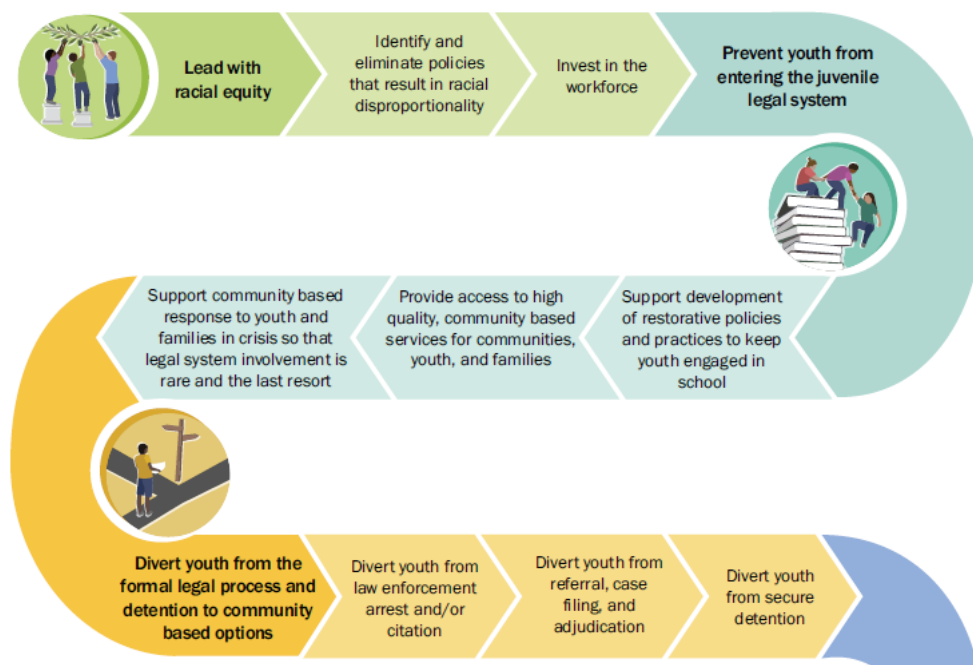 Lead with
racial equity
Identify and
eliminate policies
that result in racial
disproportionality
Invest in the
workforce
Prevent youth from
entering the juvenile
legal system
Support development
of restorative policies
and practices to keep
youth engaged in
school
Provide access to high
quality, community based
services for communities,
youth, and families
Support community based
response to youth and
families in crisis so that
legal system involvement is
rare and the last resort
Divert youth from the
formal legal process and
detention to community
based options
Divert youth from
law enforcement
arrest and/or
citation
Divert youth from
referral, case
filing, and
adjudication
Divert youth
from secure
detention